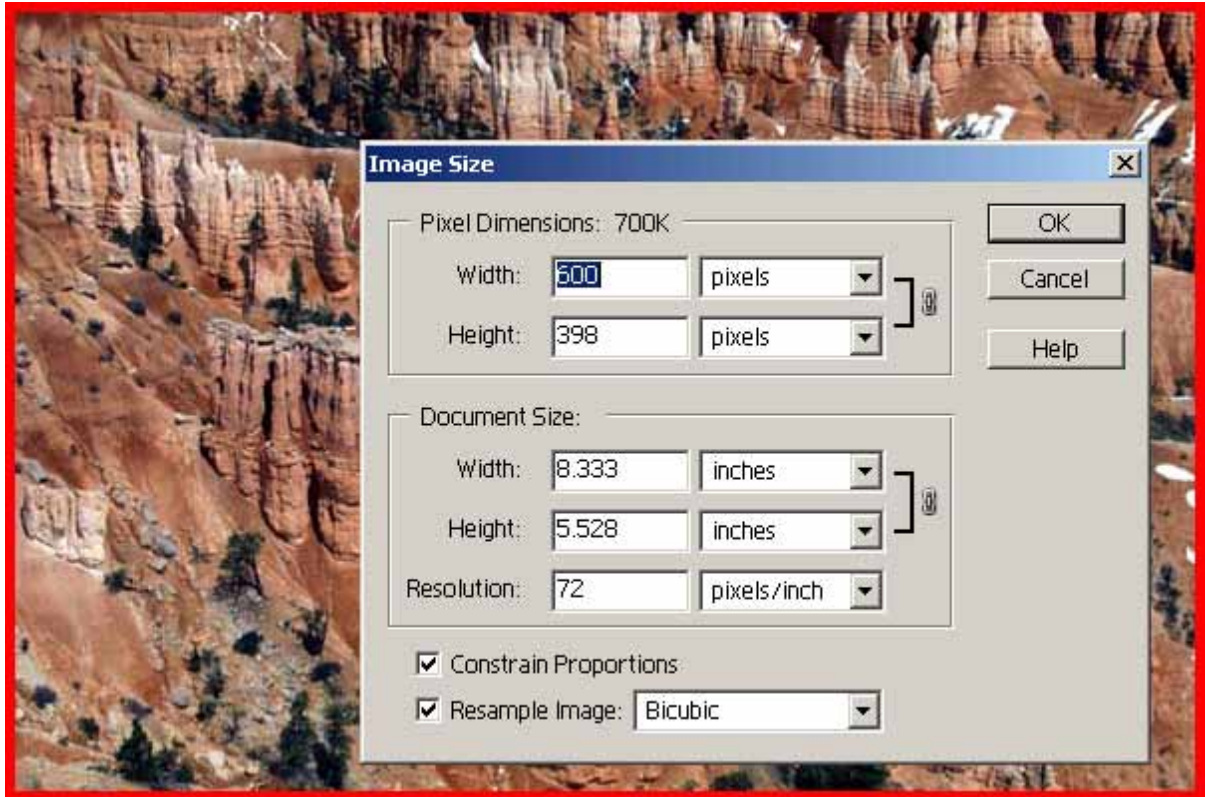 Image Size
Pixel Dimensions: 700K
Width: 600 pixels
Height: 398 pixels
Document Size:
Width: 8.333 inches
Height: 5.528 inches
Resolution: 72 pixels/inch
Constrain Proportions
Resample Image: Bicubic
OK
Cancel
Help